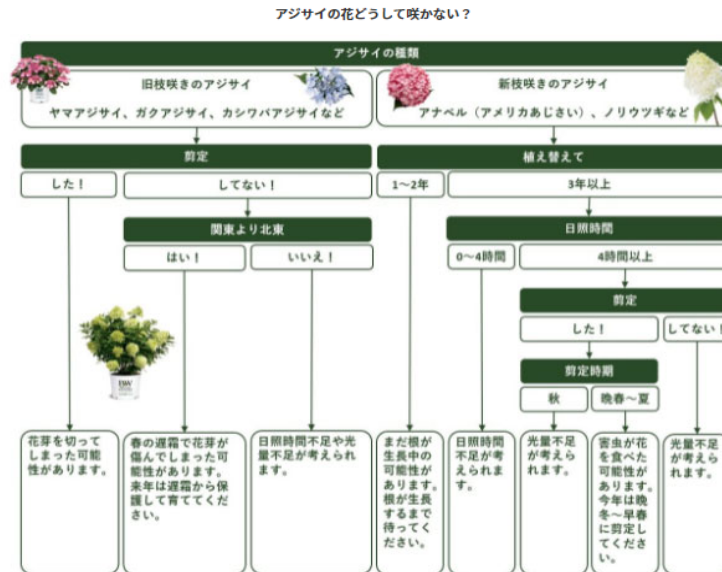 アジサイの花どうして咲かない？
アジサイの種類
旧枝咲きのアジサイ
ヤマアジサイ、ガクアジサイ、カシワバアジサイなど
新枝咲きのアジサイ
アナベル（アメリカあじさい）、ノリウツギなど
剪定
した！
してない！
関東より北東
はい！
いいえ！
植え替えて
1～2年
3年以上
日照時間
0～4時間
4時間以上
剪定
した！
してない！
剪定時期
秋
晩春～夏
BW
花芽を切って
しまった可能
性があります。
春の遅霜で花芽が
傷んでしまった可
能性があります。
来年は遅霜から保
護して育ててくだ
さい。
日照時間不足や光
量不足が考えられ
ます。
まだ根が
生長中の
可能性が
あります。
根が生長
するまで
待ってく
ださい。
日照時間
不足が考
えられま
す。
光量不足
が考えら
れます。
害虫が花
を食べた
可能性が
あります。
今年は晩
冬～早春
に剪定し
てくださ
い。
光量不足
が考えら
れます。